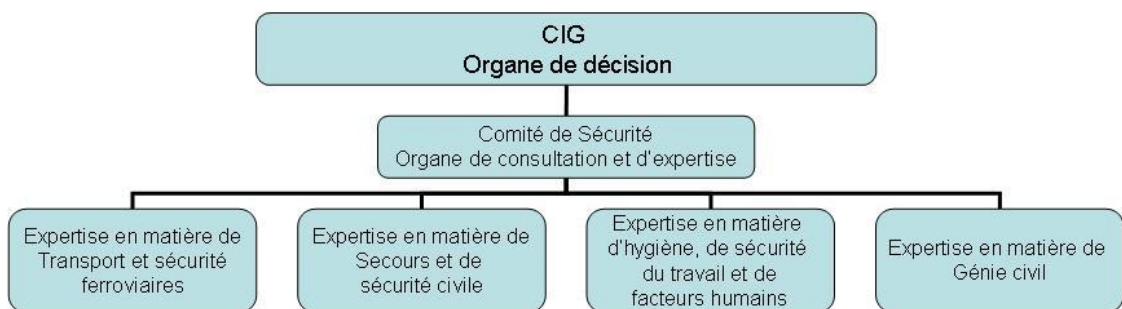 CIG
Organe de décision
Comité de Sécurité
Organe de consultation et d'expertise
Expertise en matière de
Transport et sécurité
ferroviaires
Expertise en matière de
Secours et de
sécurité civile
Expertise en matière
d'hygiène, de sécurité
du travail et de
facteurs humains
Expertise en matière de
Génie civil